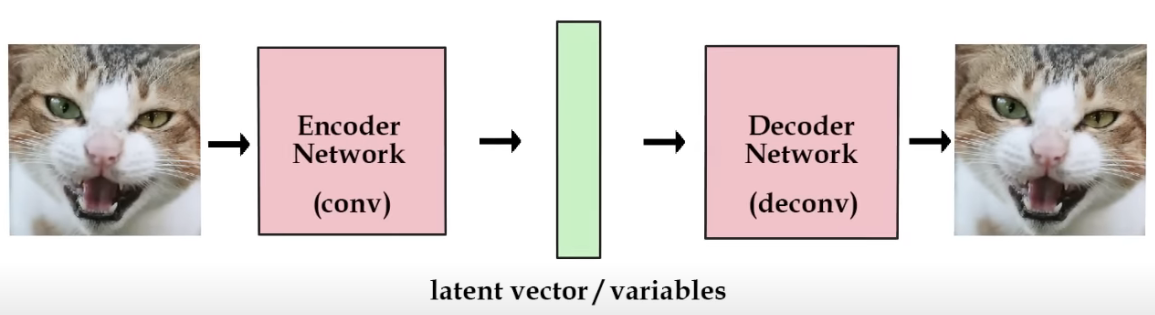 Encoder
Network
(conv)
Decoder
Network
(deconv)
latent vector / variables